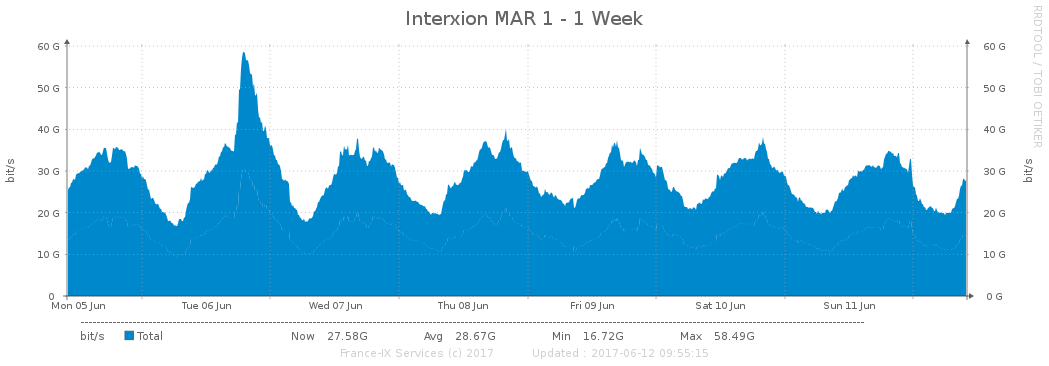 Interxion MAR 1 - 1 Week
RRDTOOL / TOBI OETIKER
bit/s
bit/s
60 G 60 G
50 G 50 G
40 G 40 G
30 G 30 G
20 G 20 G
10 G 10 G
0 0 G
Mon 05 Jun Tue 06 Jun Wed 07 Jun Thu 08 Jun Fri 09 Jun Sat 10 Jun Sun 11 Jun
bit/s Total Now 27.58G Avg 28.67G Min 16.72G Max 58.49G
France-IX Services (c) 2017 Updated : 2017-06-12 09:55:15